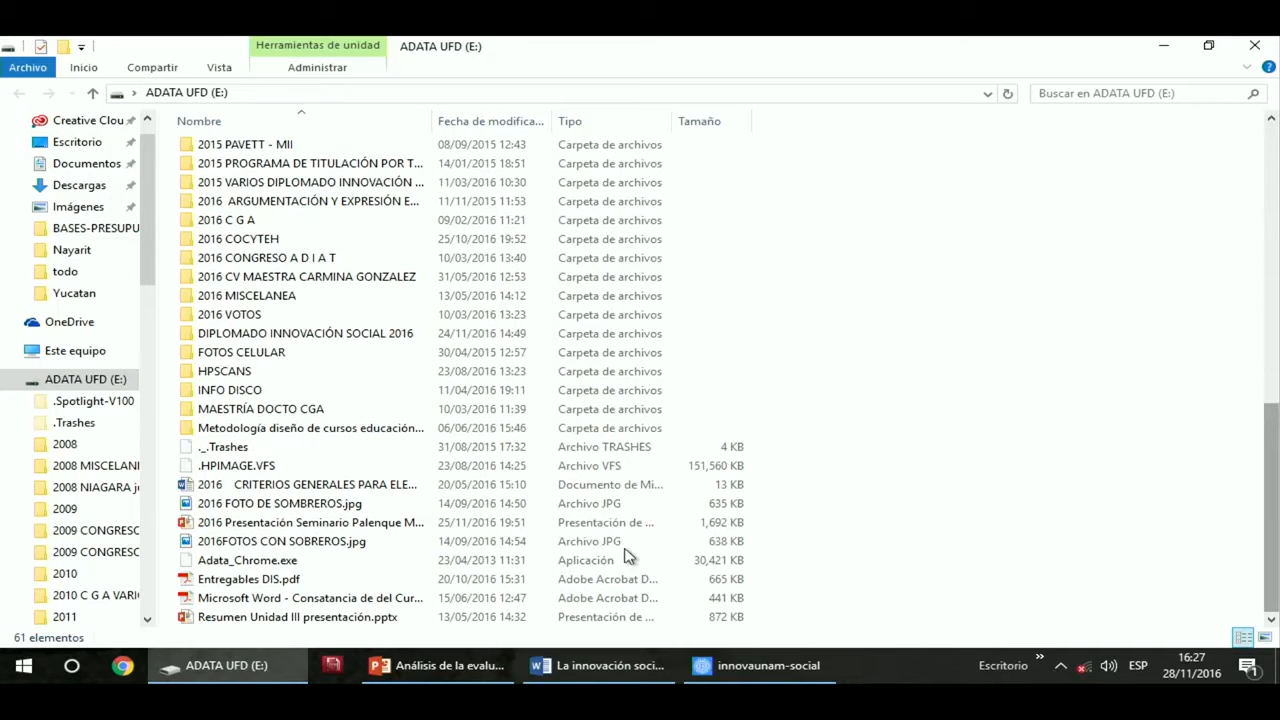 Herramientas de unidad
ADATA UFD (E:)
Archivo
Inicio
Compartir
Vista
Administrar
ADATA UFD (E:)
Buscar en ADATA UFD (E:)
Creative Clou
Escritorio
Documentos
Descargas
Imágenes
BASES-PRESUPU
Nayarit
todo
Yucatan
OneDrive
Este equipo
ADATA UFD (E:)
.Spotlight-V100
.Trashes
2008
2008 MISCELANI
2008 NIAGARA j
2009
2009 CONGRESC
2009 CONGRESC
2010
2010 C G A VARI
2011
Nombre Fecha de modifica... Tipo Tamaño
2015 PAVETT - MII 08/09/2015 12:43 Carpeta de archivos
2015 PROGRAMA DE TITULACIÓN POR T... 14/01/2015 18:51 Carpeta de archivos
2015 VARIOS DIPLOMADO INNOVACIÓN ... 11/03/2016 10:30 Carpeta de archivos
2016 ARGUMENTACIÓN Y EXPRESIÓN E... 11/11/2015 11:53 Carpeta de archivos
2016 C G A 09/02/2016 11:21 Carpeta de archivos
2016 COCYTEH 25/10/2016 19:52 Carpeta de archivos
2016 CONGRESO A D I A T 10/03/2016 13:40 Carpeta de archivos
2016 CV MAESTRA CARMINA GONZALEZ 31/05/2016 12:53 Carpeta de archivos
2016 MISCELANEA 13/05/2016 14:12 Carpeta de archivos
2016 VOTOS 10/03/2016 13:23 Carpeta de archivos
DIPLOMADO INNOVACIÓN SOCIAL 2016 24/11/2016 14:49 Carpeta de archivos
FOTOS CELULAR 30/04/2015 12:57 Carpeta de archivos
HPSCANS 23/08/2016 13:23 Carpeta de archivos
INFO DISCO 11/04/2016 19:11 Carpeta de archivos
MAESTRÍA DOCTO CGA 10/03/2016 11:39 Carpeta de archivos
Metodología diseño de cursos educación... 06/06/2016 15:46 Carpeta de archivos
._.Trashes 31/08/2015 17:32 Archivo TRASHES 4 KB
.HPIMAGE.VFS 23/08/2016 14:25 Archivo VFS 151,560 KB
2016 CRITERIOS GENERALES PARA ELE... 20/05/2016 15:10 Documento de Mi... 13 KB
2016 FOTO DE SOMBREROS.jpg 14/09/2016 14:50 Archivo JPG 635 KB
2016 Presentación Seminario Palenque M... 25/11/2016 19:51 Presentación de ... 1,692 KB
2016FOTOS CON SOBREROS.jpg 14/09/2016 14:54 Archivo JPG 638 KB
Adata_Chrome.exe 23/04/2013 11:31 Aplicación 30,421 KB
Entregables DIS.pdf 20/10/2016 15:31 Adobe Acrobat D... 665 KB
Microsoft Word - Consatancia de del Cur... 15/06/2016 12:47 Adobe Acrobat D... 441 KB
Resumen Unidad III presentación.pptx 13/05/2016 14:32 Presentación de ... 872 KB
61 elementos
ADATA UFD (E:)
Análisis de la evalu...
La innovación soci...
innovaunam-social
Escritorio
ESP
16:27
28/11/2016